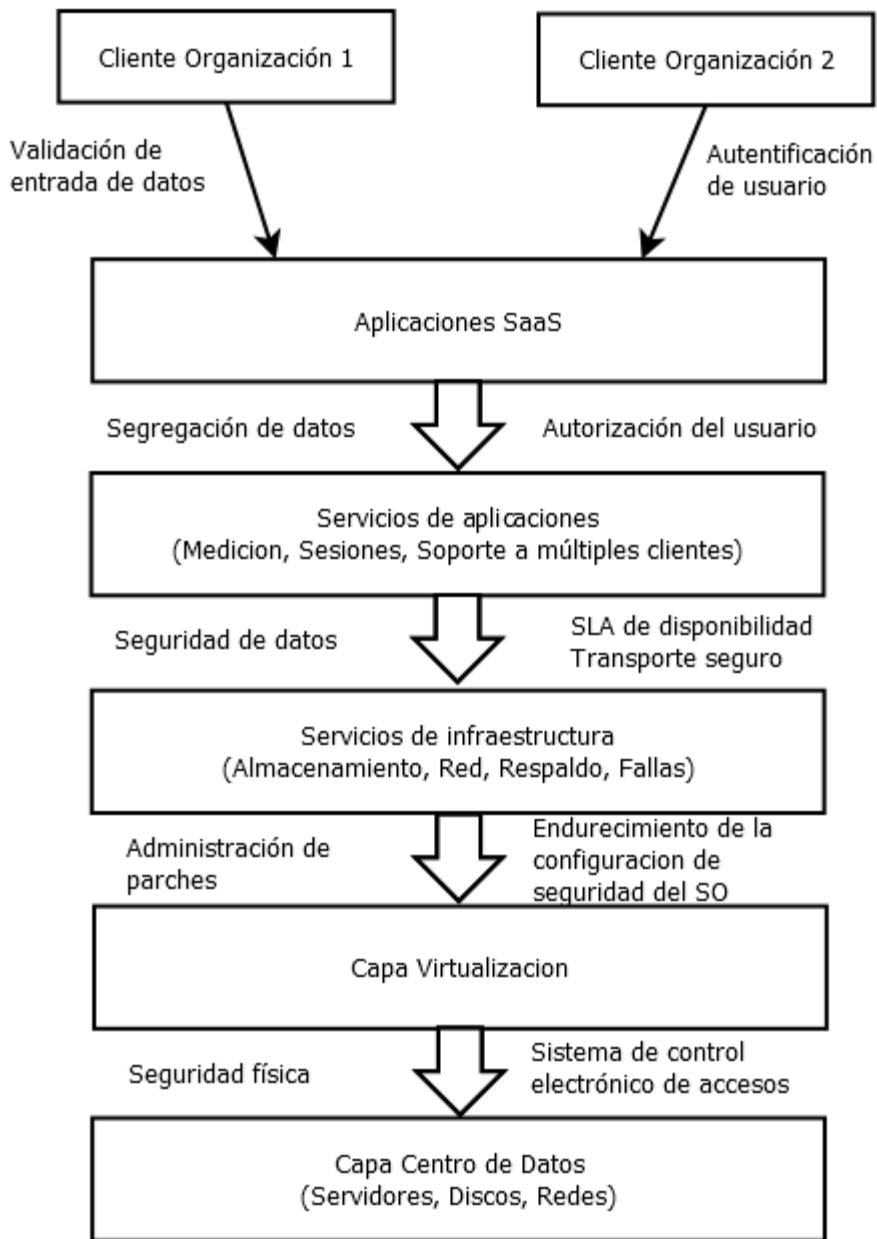 Cliente Organización 1
Cliente Organización 2
Validación de
entrada de datos
Autentificación
de usuario
Aplicaciones SaaS
Segregación de datos
Autorización del usuario
Servicios de aplicaciones
(Medicion, Sesiones, Soporte a múltiples clientes)
Seguridad de datos
SLA de disponibilidad
Transporte seguro
Servicios de infraestructura
(Almacenamiento, Red, Respaldo, Fallas)
Administración de
parches
Endurecimiento de la
configuracion de
seguridad del SO
Capa Virtualizacion
Seguridad física
Sistema de control
electrónico de accesos
Capa Centro de Datos
(Servidores, Discos, Redes)